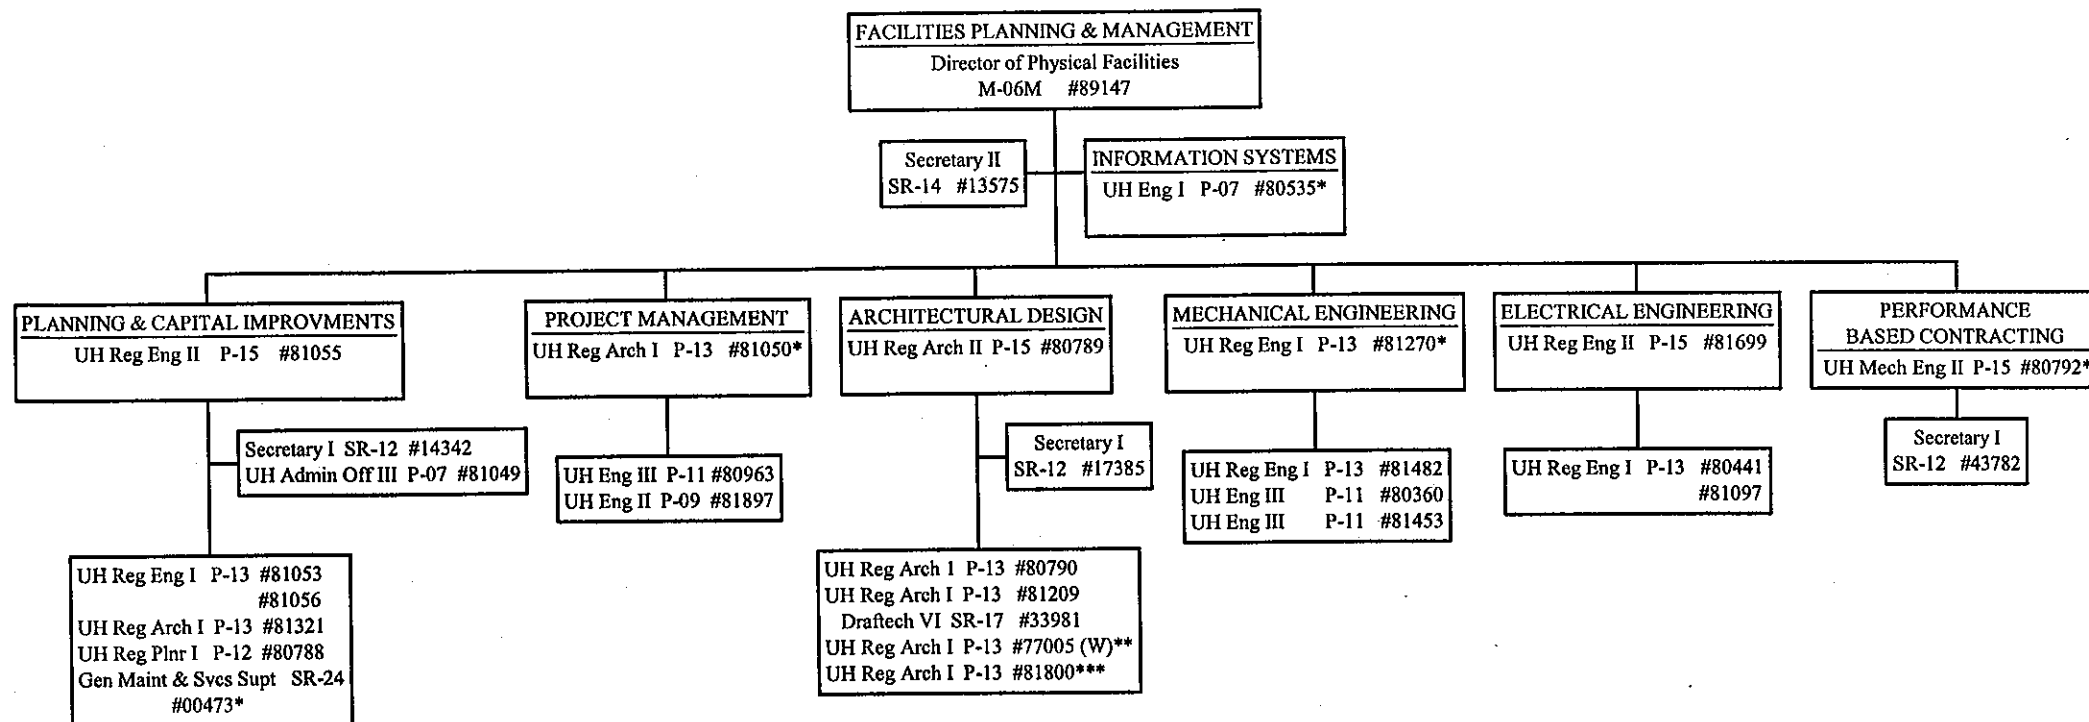 FACILITIES PLANNING & MANAGEMENT
Director of Physical Facilities
M-06M #89147
Secretary II
SR-14 #13575
INFORMATION SYSTEMS
UH Eng I P-07 #80535*
PLANNING & CAPITAL IMPROVMENTS
UH Reg Eng II P-15 #81055
PROJECT MANAGEMENT
UH Reg Arch I P-13 #81050*
ARCHITECTURAL DESIGN
UH Reg Arch II P-15 #80789
MECHANICAL ENGINEERING
UH Reg Eng I P-13 #81270*
ELECTRICAL ENGINEERING
UH Reg Eng II P-15 #81699
PERFORMANCE
BASED CONTRACTING
UH Mech Eng II P-15 #80792*
Secretary I SR-12 #14342
UH Admin Off III P-07 #81049
UH Eng III P-11 #80963
UH Eng II P-09 #81897
Secretary I
SR-12 #17385
UH Reg Eng I P-13 #81482
UH Eng III P-11 #80360
UH Eng III P-11 #81453
UH Reg Eng I P-13 #80441
#81097
Secretary I
SR-12 #43782
UH Reg Eng I P-13 #81053
#81056
UH Reg Arch I P-13 #81321
UH Reg Plnr I P-12 #80788
Gen Maint & Svcs Supt SR-24
#00473*
UH Reg Arch 1 P-13 #80790
UH Reg Arch I P-13 #81209
Draftech VI SR-17 #33981
UH Reg Arch I P-13 #77005 (W)**
UH Reg Arch I P-13 #81800***